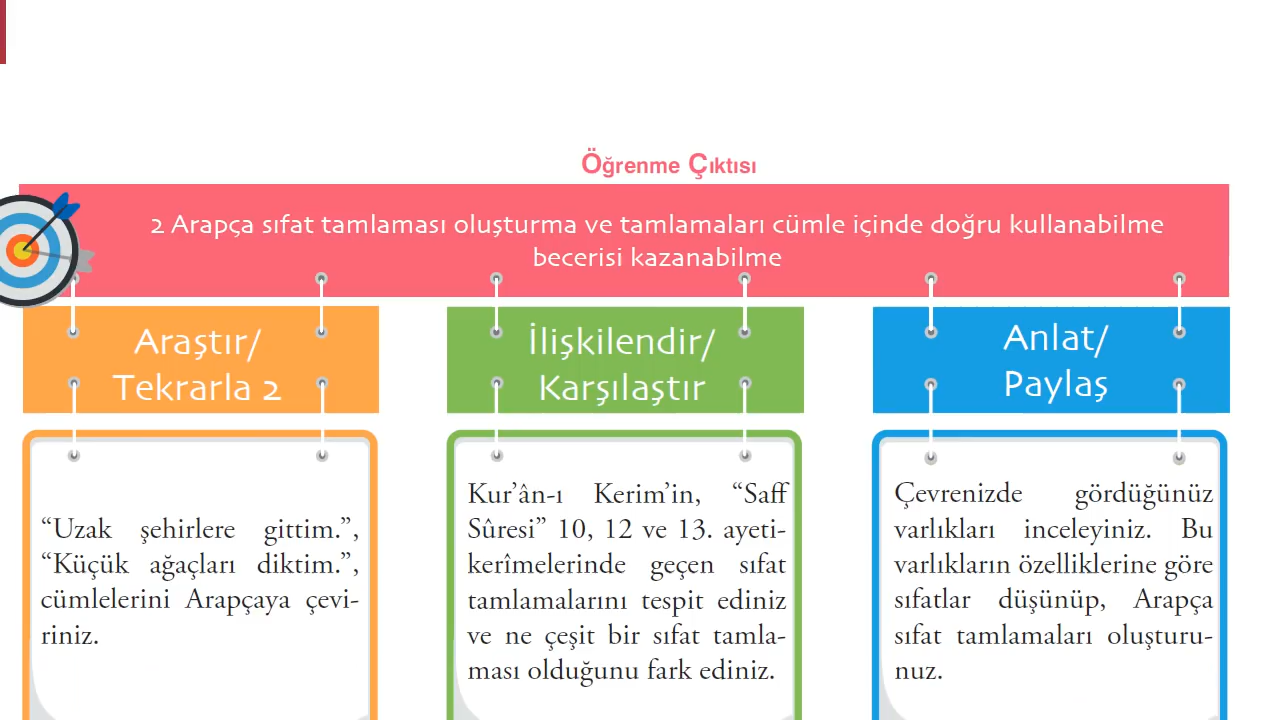 Öğrenme Çıktısı
2 Arapça sıfat tamlaması oluşturma ve tamlamaları cümle içinde doğru kullanabilme
becerisi kazanabilme
Araştır/
Tekrarla 2
“Uzak şehirlere gittim.”,
“Küçük ağaçları diktim.”,
cümlelerini Arapçaya çevi-
riniz.
İlişkilendir/
Karşılaştır
Kur’ân-ı Kerim’in, “Saff
Sûresi” 10, 12 ve 13. ayeti-
kerîmelerinde geçen sıfat
tamlamalarını tespit ediniz
ve ne çeşit bir sıfat tamla-
ması olduğunu fark ediniz.
Anlat/
Paylaş
Çevrenizde gördüğünüz
varlıkları inceleyiniz. Bu
varlıkların özelliklerine göre
sıfatlar düşünüp, Arapça
sıfat tamlamaları oluşturu-
nuz.